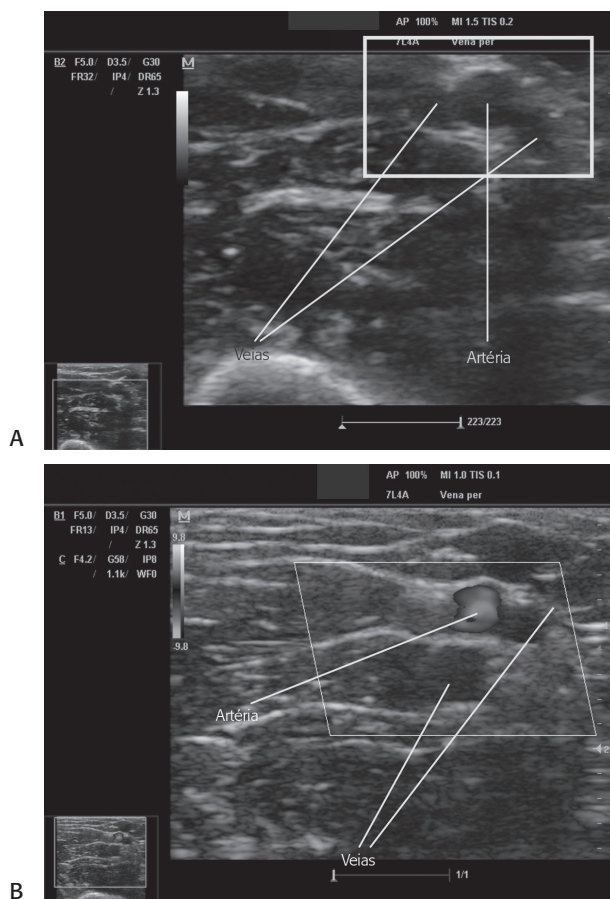 AP 100% MI 1.5 TIS 0.2
7L4A Vena per
B2 F5.0/ D3.5/ G30
FR32/ IP4/ DR65
/ Z 1.3
M
Veias
Artéria
223/223
A
AP 100% MI 1.0 TIS 0.1
7L4A Vena per
B1 F5.0/ D3.5/ G30
FR13/ IP4/ DR65
/ Z 1.3
C F4.2/ G58/ IP8
/ 1.1k/ WF0
M
9.8
-9.8
Artéria
2
Veias
1/1
B